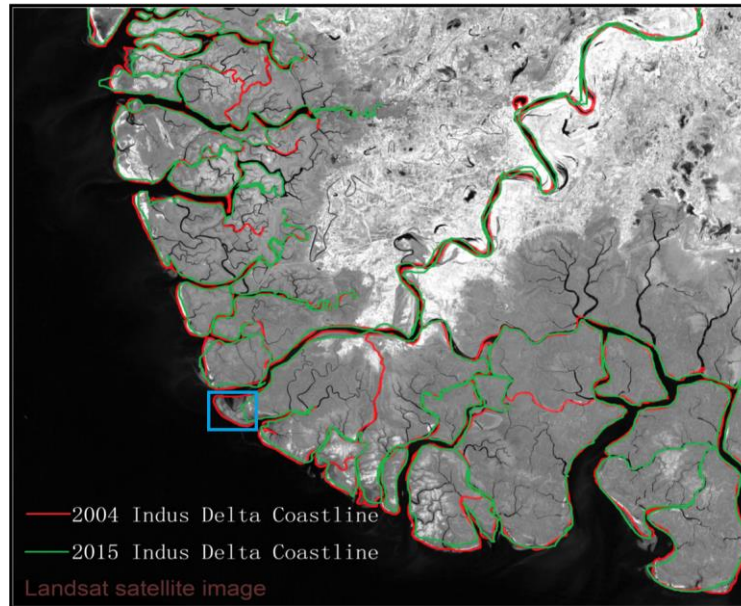 2004 Indus Delta Coastline
2015 Indus Delta Coastline
Landsat satellite image